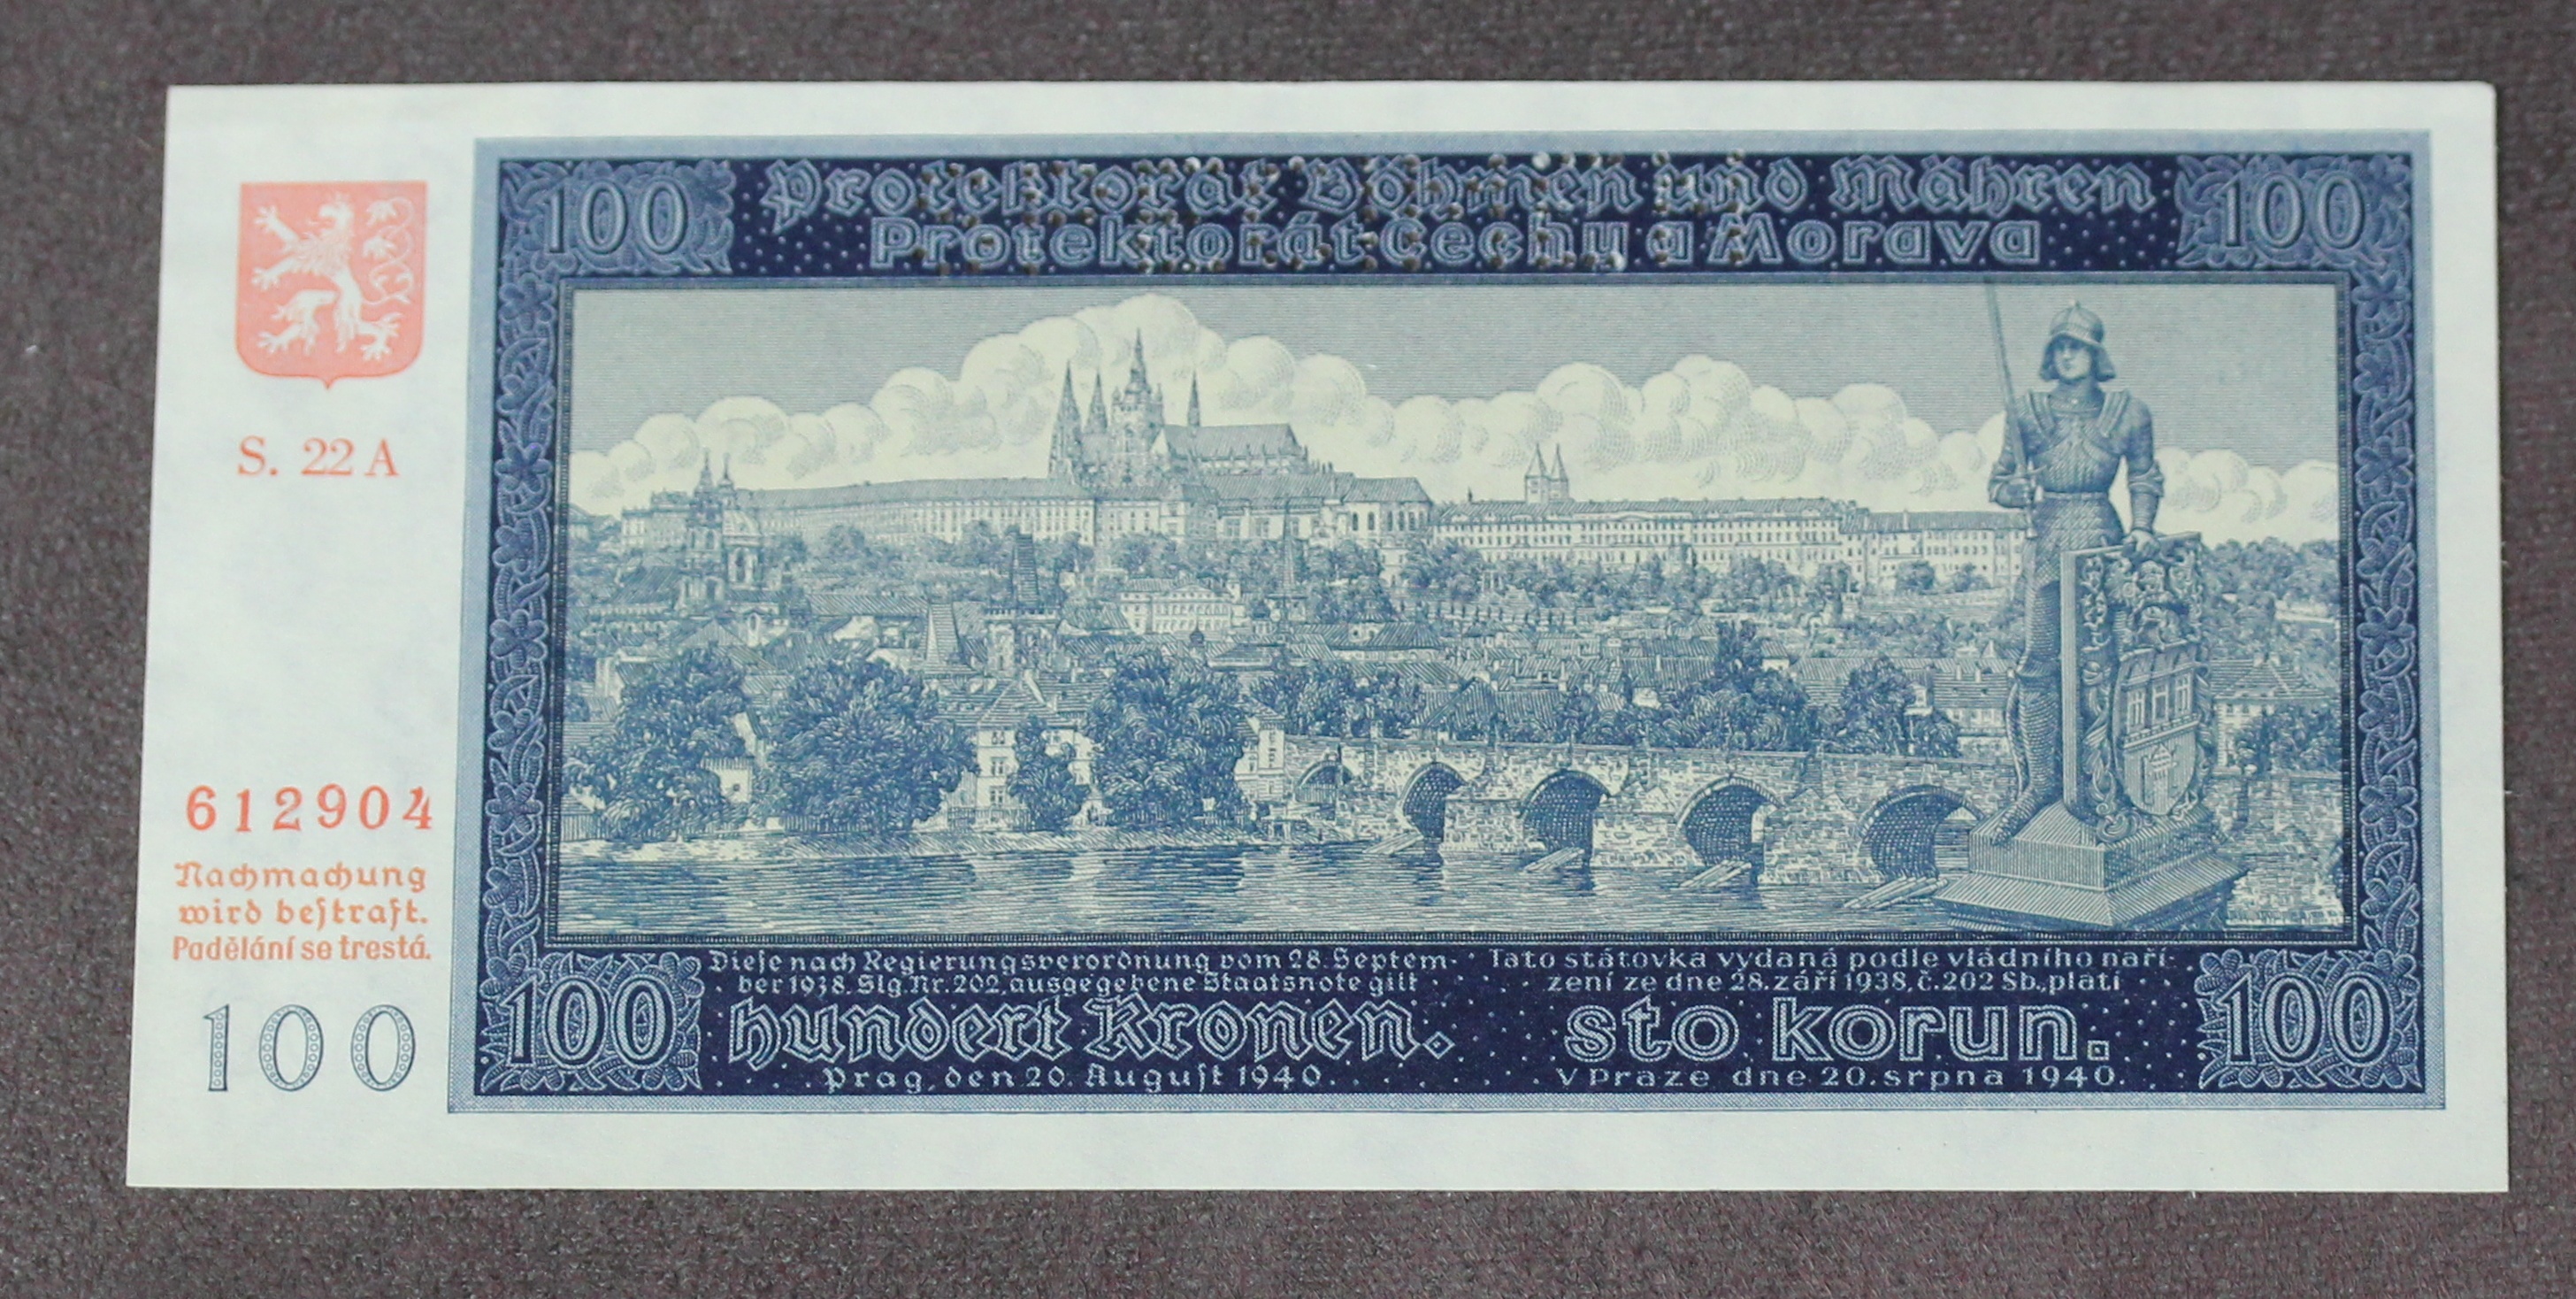 100 Protektorat Böhmen und Mähren 100
Protektorát Čechy a Morava
S. 22 A
612904
Nachmachung
wird bestraft.
Padělání se trestá.
100
Diese nach Regierungsverordnung vom 28. Septem-
ber 1938. Slg. Nr. 202, ausgegebene Staatsnote gilt
100 hundert Kronen.
Prag, den 20. August 1940.
Tato státovka vydaná podle vládního naří-
zení ze dne 28. září 1938, č. 202 Sb., platí
sto korun. 100
v Praze dne 20. srpna 1940.